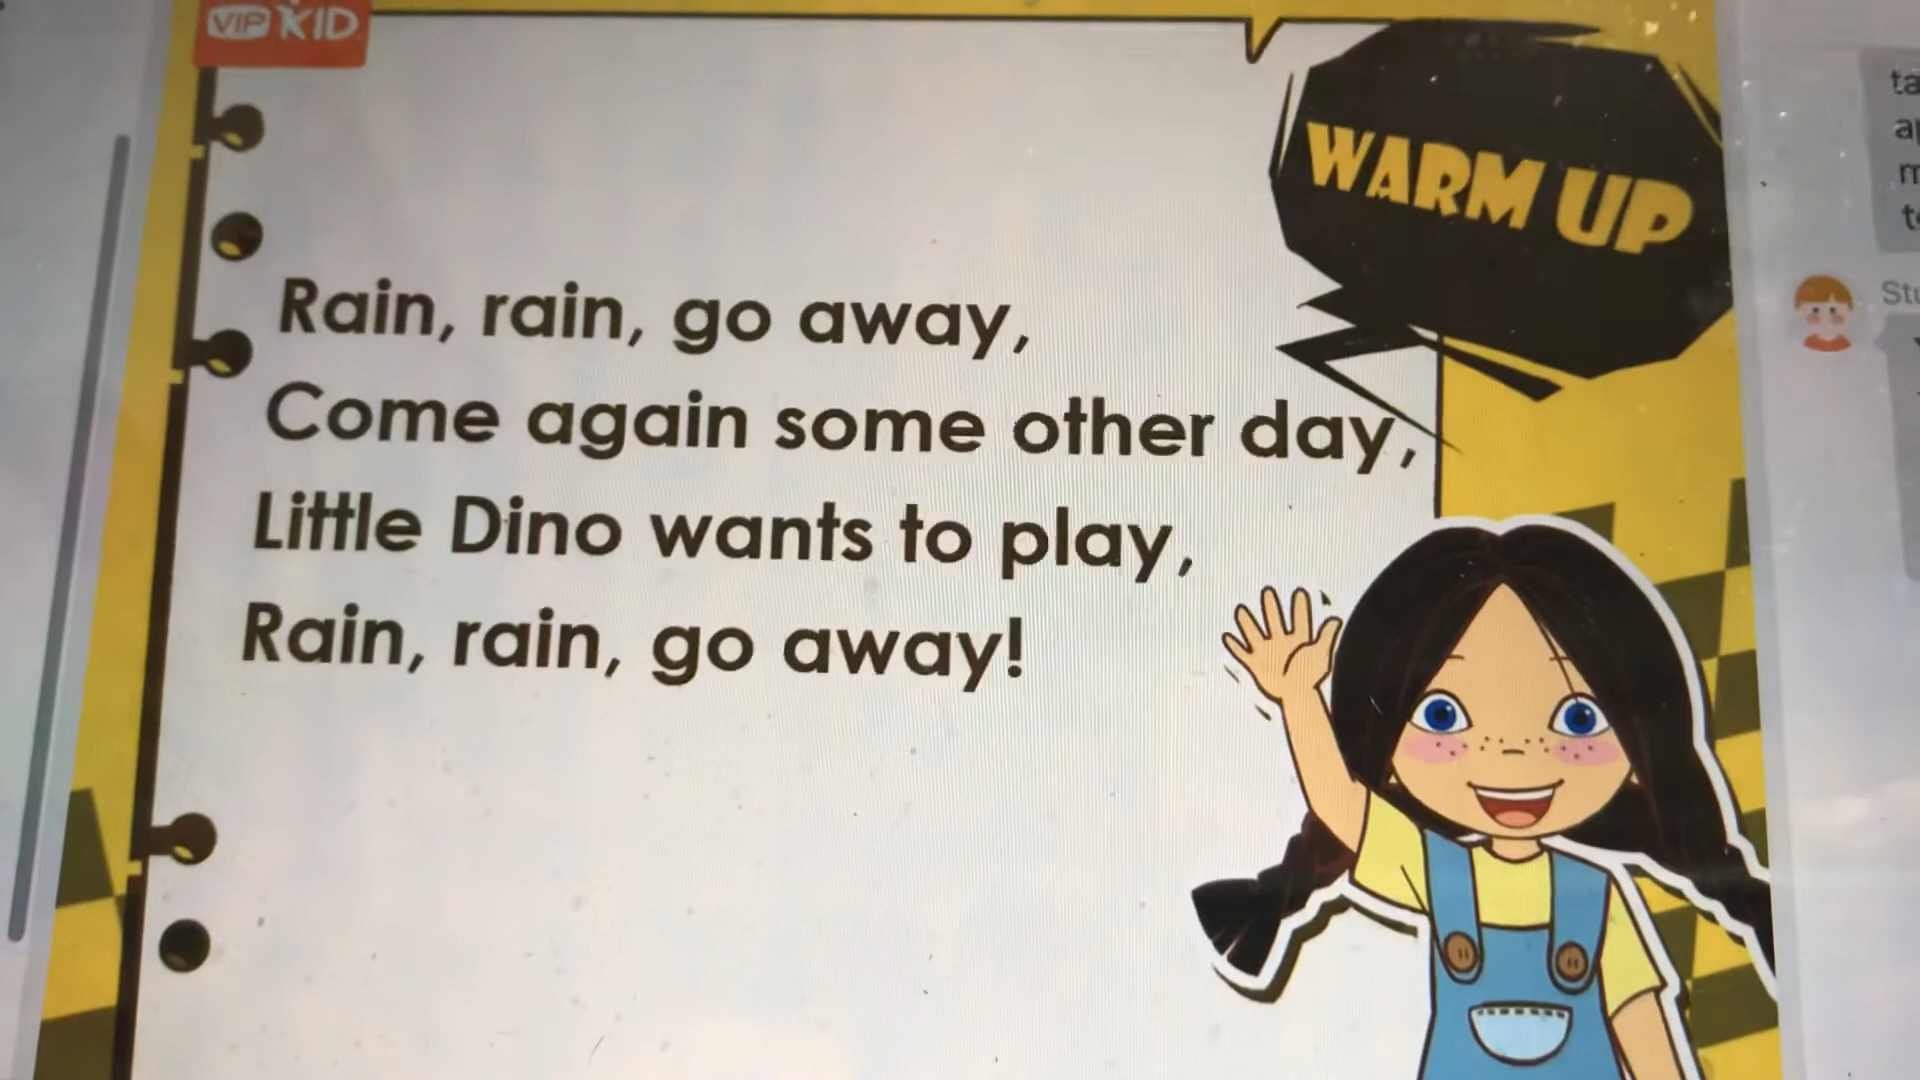 VIPKID
WARM UP
Rain, rain, go away,
Come again some other day,
Little Dino wants to play,
Rain, rain, go away!